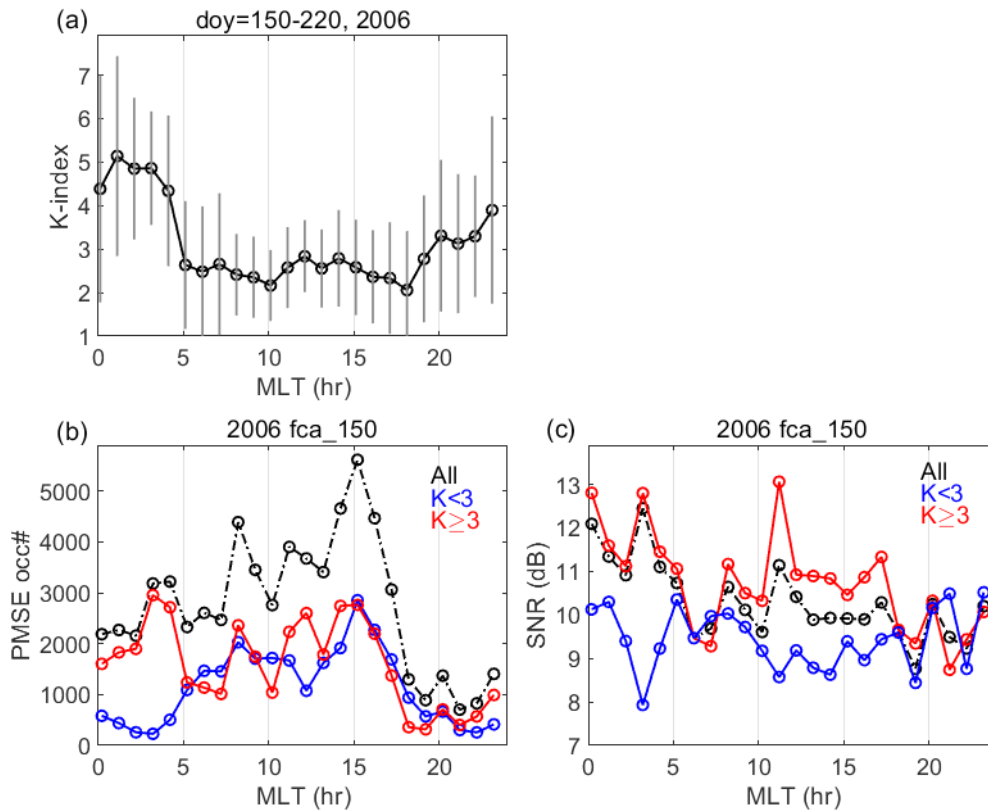 (a)
doy=150-220, 2006
K-index
7
6
5
4
3
2
1
0 5 10 15 20
MLT (hr)
(b)
2006 fca_150
All
K<3
K≥3
PMSE occ#
5000
4000
3000
2000
1000
0
0 5 10 15 20
MLT (hr)
(c)
2006 fca_150
All
K<3
K≥3
SNR (dB)
13
12
11
10
9
8
7
0 5 10 15 20
MLT (hr)